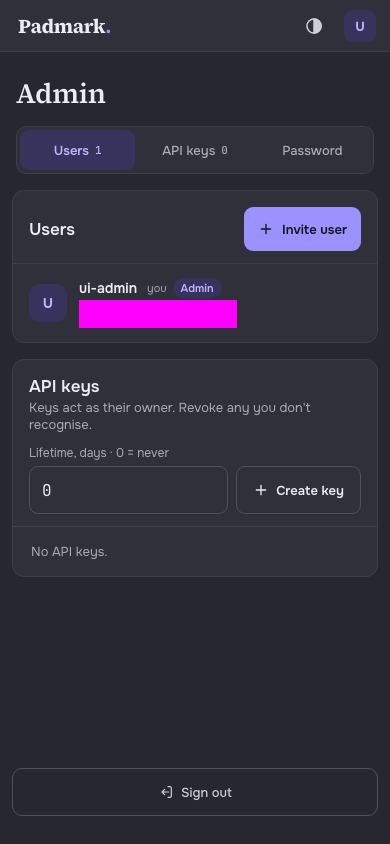 Padmark.
U
Admin
Users 1
API keys 0
Password
Users
+ Invite user
U
ui-admin you Admin
API keys
Keys act as their owner. Revoke any you don't
recognise.
Lifetime, days · 0 = never
0
+ Create key
No API keys.
Sign out